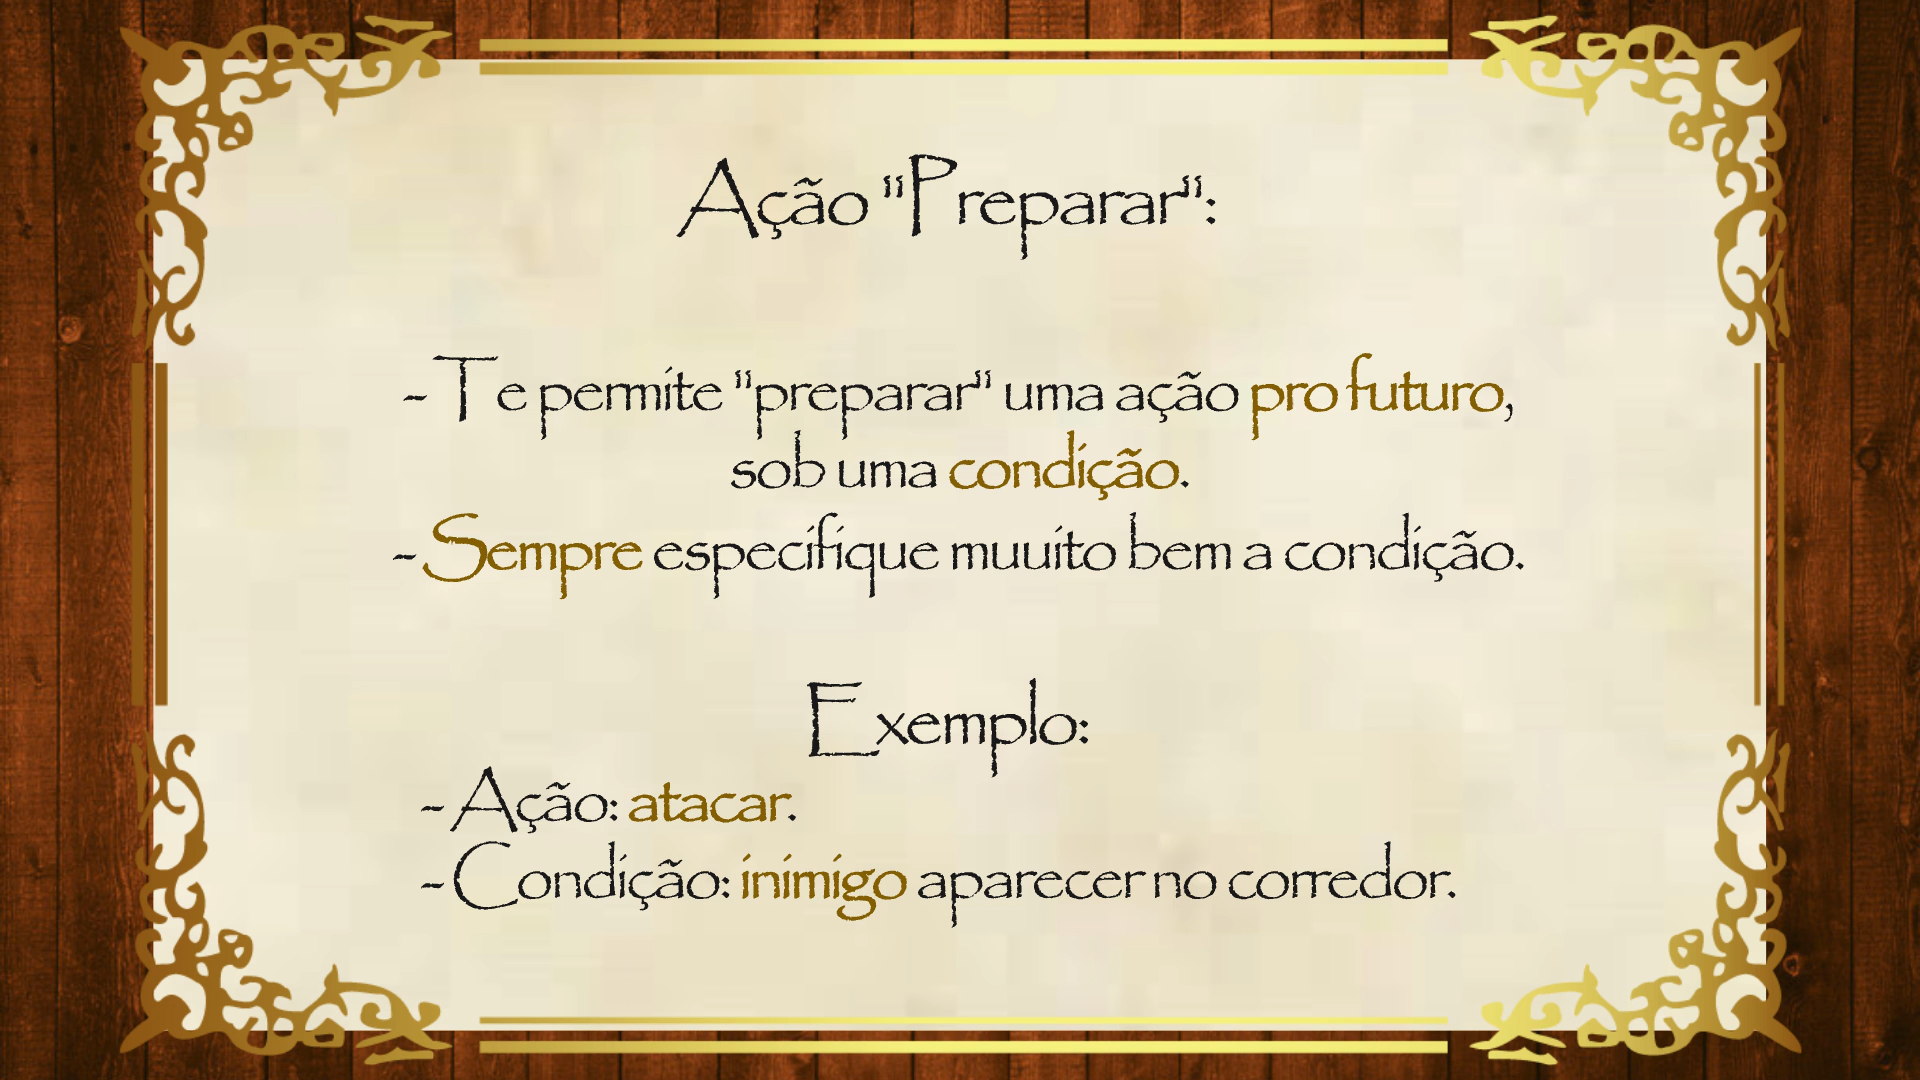 Ação "Preparar":
- Te permite "preparar" uma ação pro futuro,
sob uma condição.
- Sempre especifique muuito bem a condição.
Exemplo:
- Ação: atacar.
- Condição: inimigo aparecer no corredor.